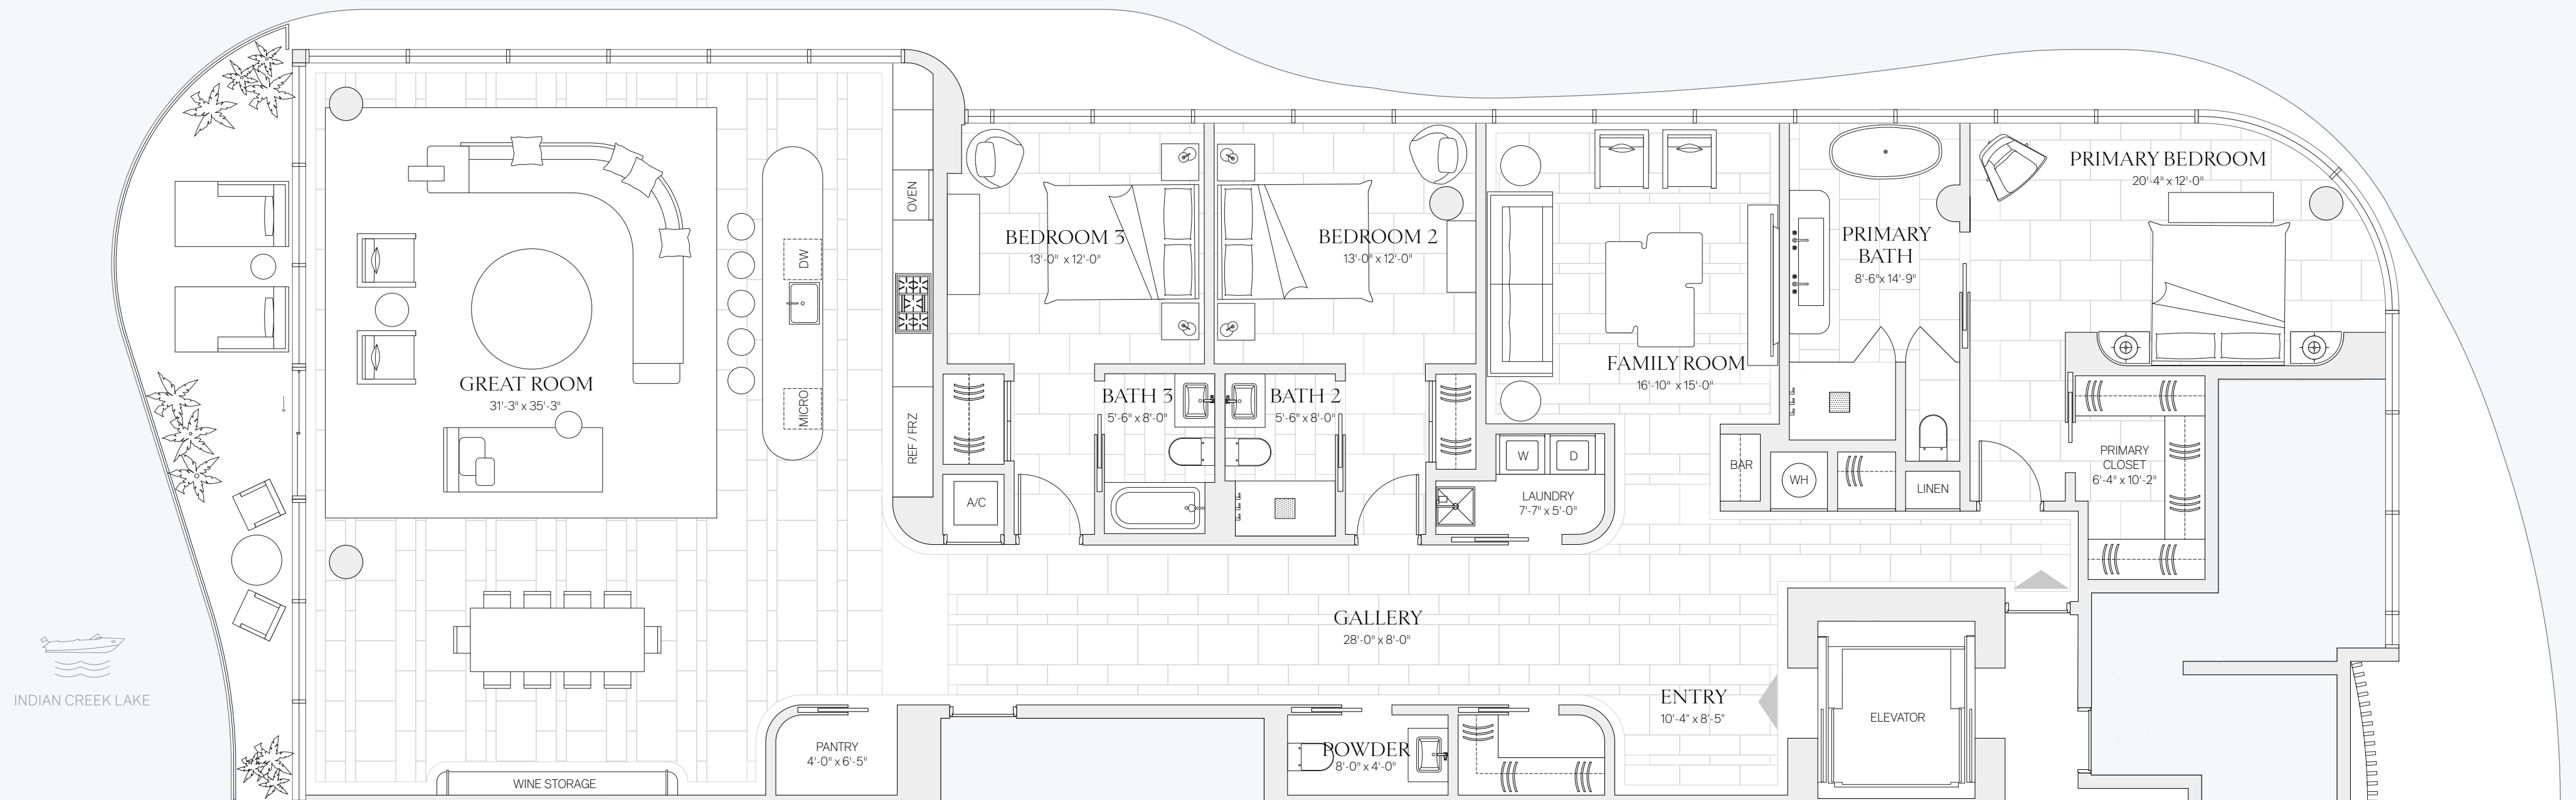 PRIMARY BEDROOM
20'-4" x 12'-0"
OVEN
BEDROOM 3
13'-0" x 12'-0"
BEDROOM 2
13'-0" x 12'-0"
PRIMARY
BATH
8'-6" x 14'-9"
DW
FAMILY ROOM
16'-10" x 15'-0"
GREAT ROOM
31'-3" x 35'-3"
MICRO
REF / FRZ
BATH 3
5'-6" x 8'-0"
BATH 2
5'-6" x 8'-0"
W
D
BAR
WH
LINEN
PRIMARY
CLOSET
6'-4" x 10'-2"
A/C
LAUNDRY
7'-7" x 5'-0"
GALLERY
28'-0" x 8'-0"
INDIAN CREEK LAKE
ENTRY
10'-4" x 8'-5"
ELEVATOR
PANTRY
4'-0" x 6'-5"
POWDER
8'-0" x 4'-0"
WINE STORAGE